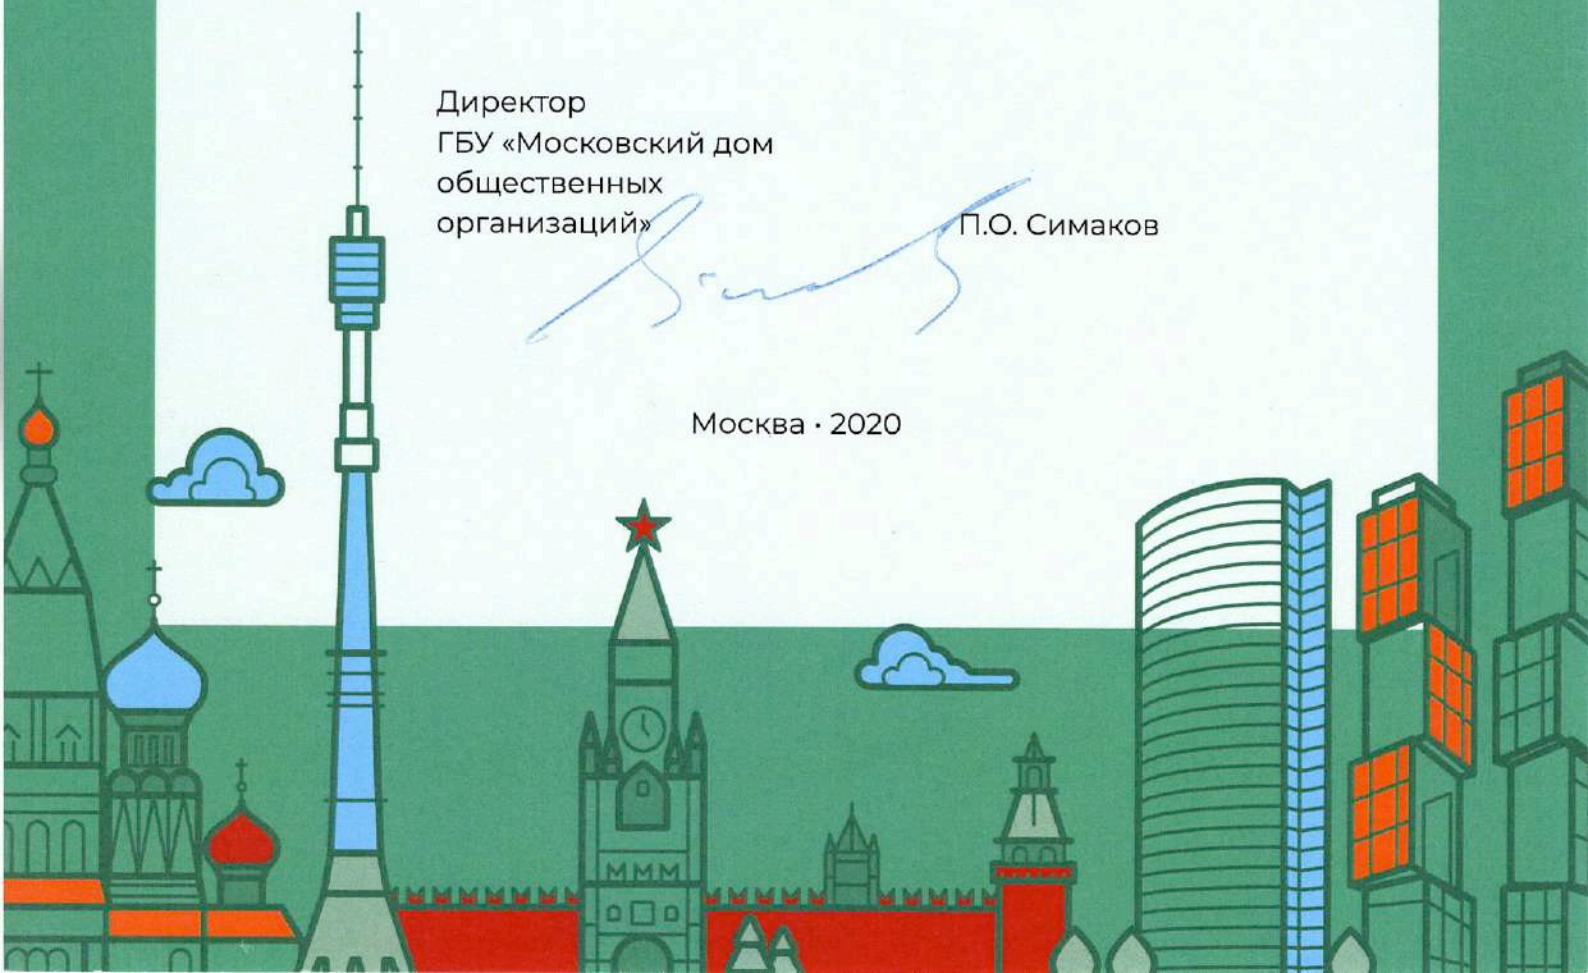 Директор
ГБУ «Московский дом
общественных
организаций»
П.О. Симаков
Москва · 2020